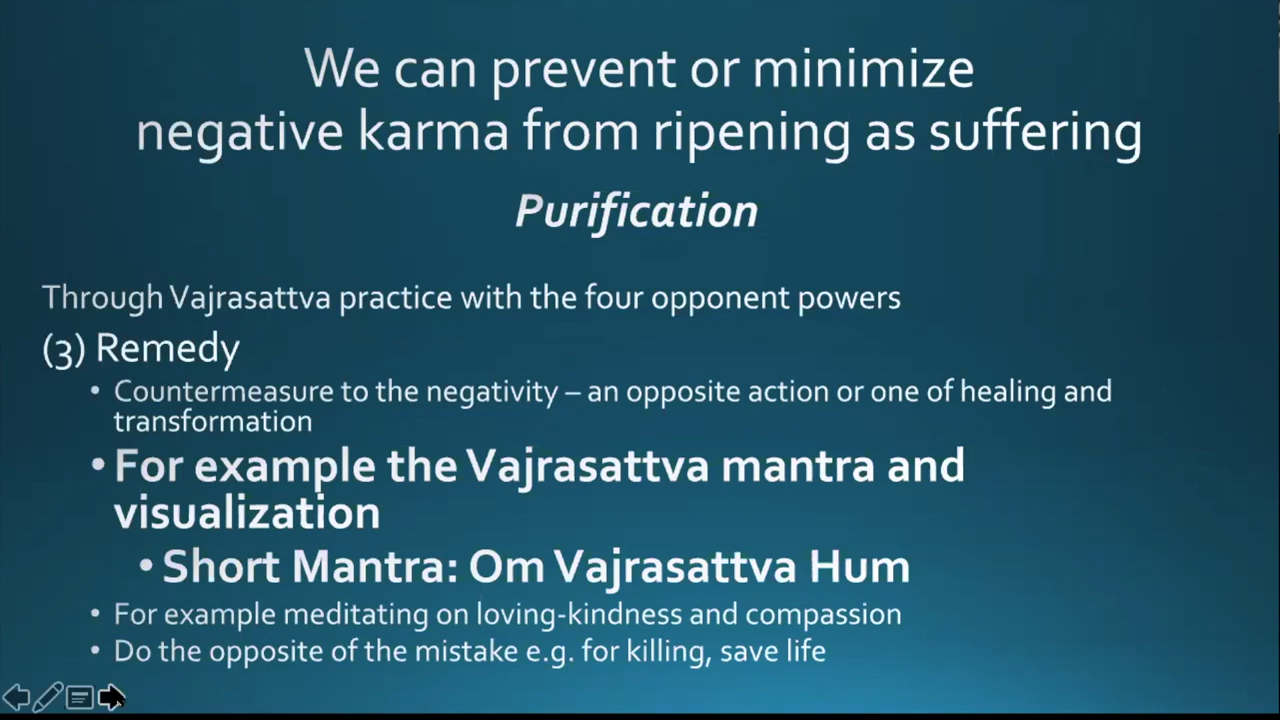 We can prevent or minimize
negative karma from ripening as suffering
Purification
Through Vajrasattva practice with the four opponent powers
(3) Remedy
• Countermeasure to the negativity – an opposite action or one of healing and
transformation
• For example the Vajrasattva mantra and
visualization
• Short Mantra: Om Vajrasattva Hum
• For example meditating on loving-kindness and compassion
• Do the opposite of the mistake e.g. for killing, save life